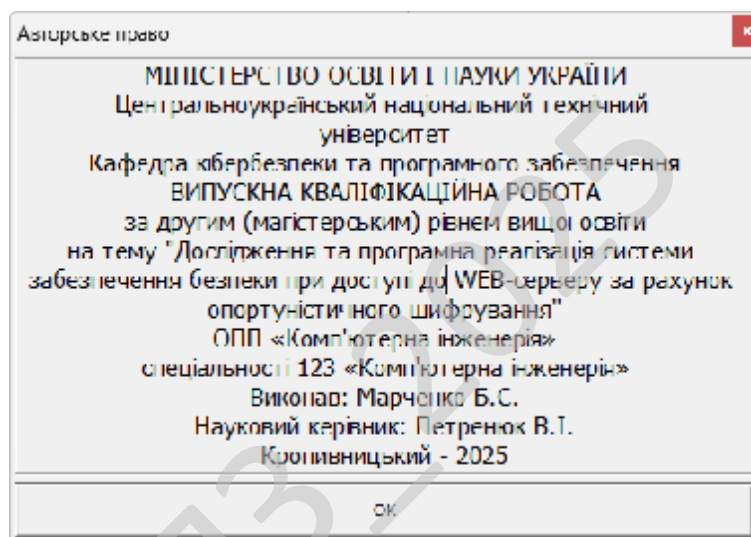 Авторське право
МІНІСТЕРСТВО ОСВІТИ І НАУКИ УКРАЇНИ
Центральноукраїнський національний технічний
університет
Кафедра кібербезпеки та програмного забезпечення
ВИПУСКНА КВАЛІФІКАЦІЙНА РОБОТА
за другим (магістерським) рівнем вищої освіти
на тему "Дослідження та програмна реалізація системи
забезпечення безпеки при доступі до WEB-серверу за рахунок
опортуністичного шифрування"
ОПП «Комп'ютерна інженерія»
спеціальності 123 «Комп'ютерна інженерія»
Виконав: Марченко Б.С.
Науковий керівник: Петренюк В.І.
Кропивницький - 2025
ОК